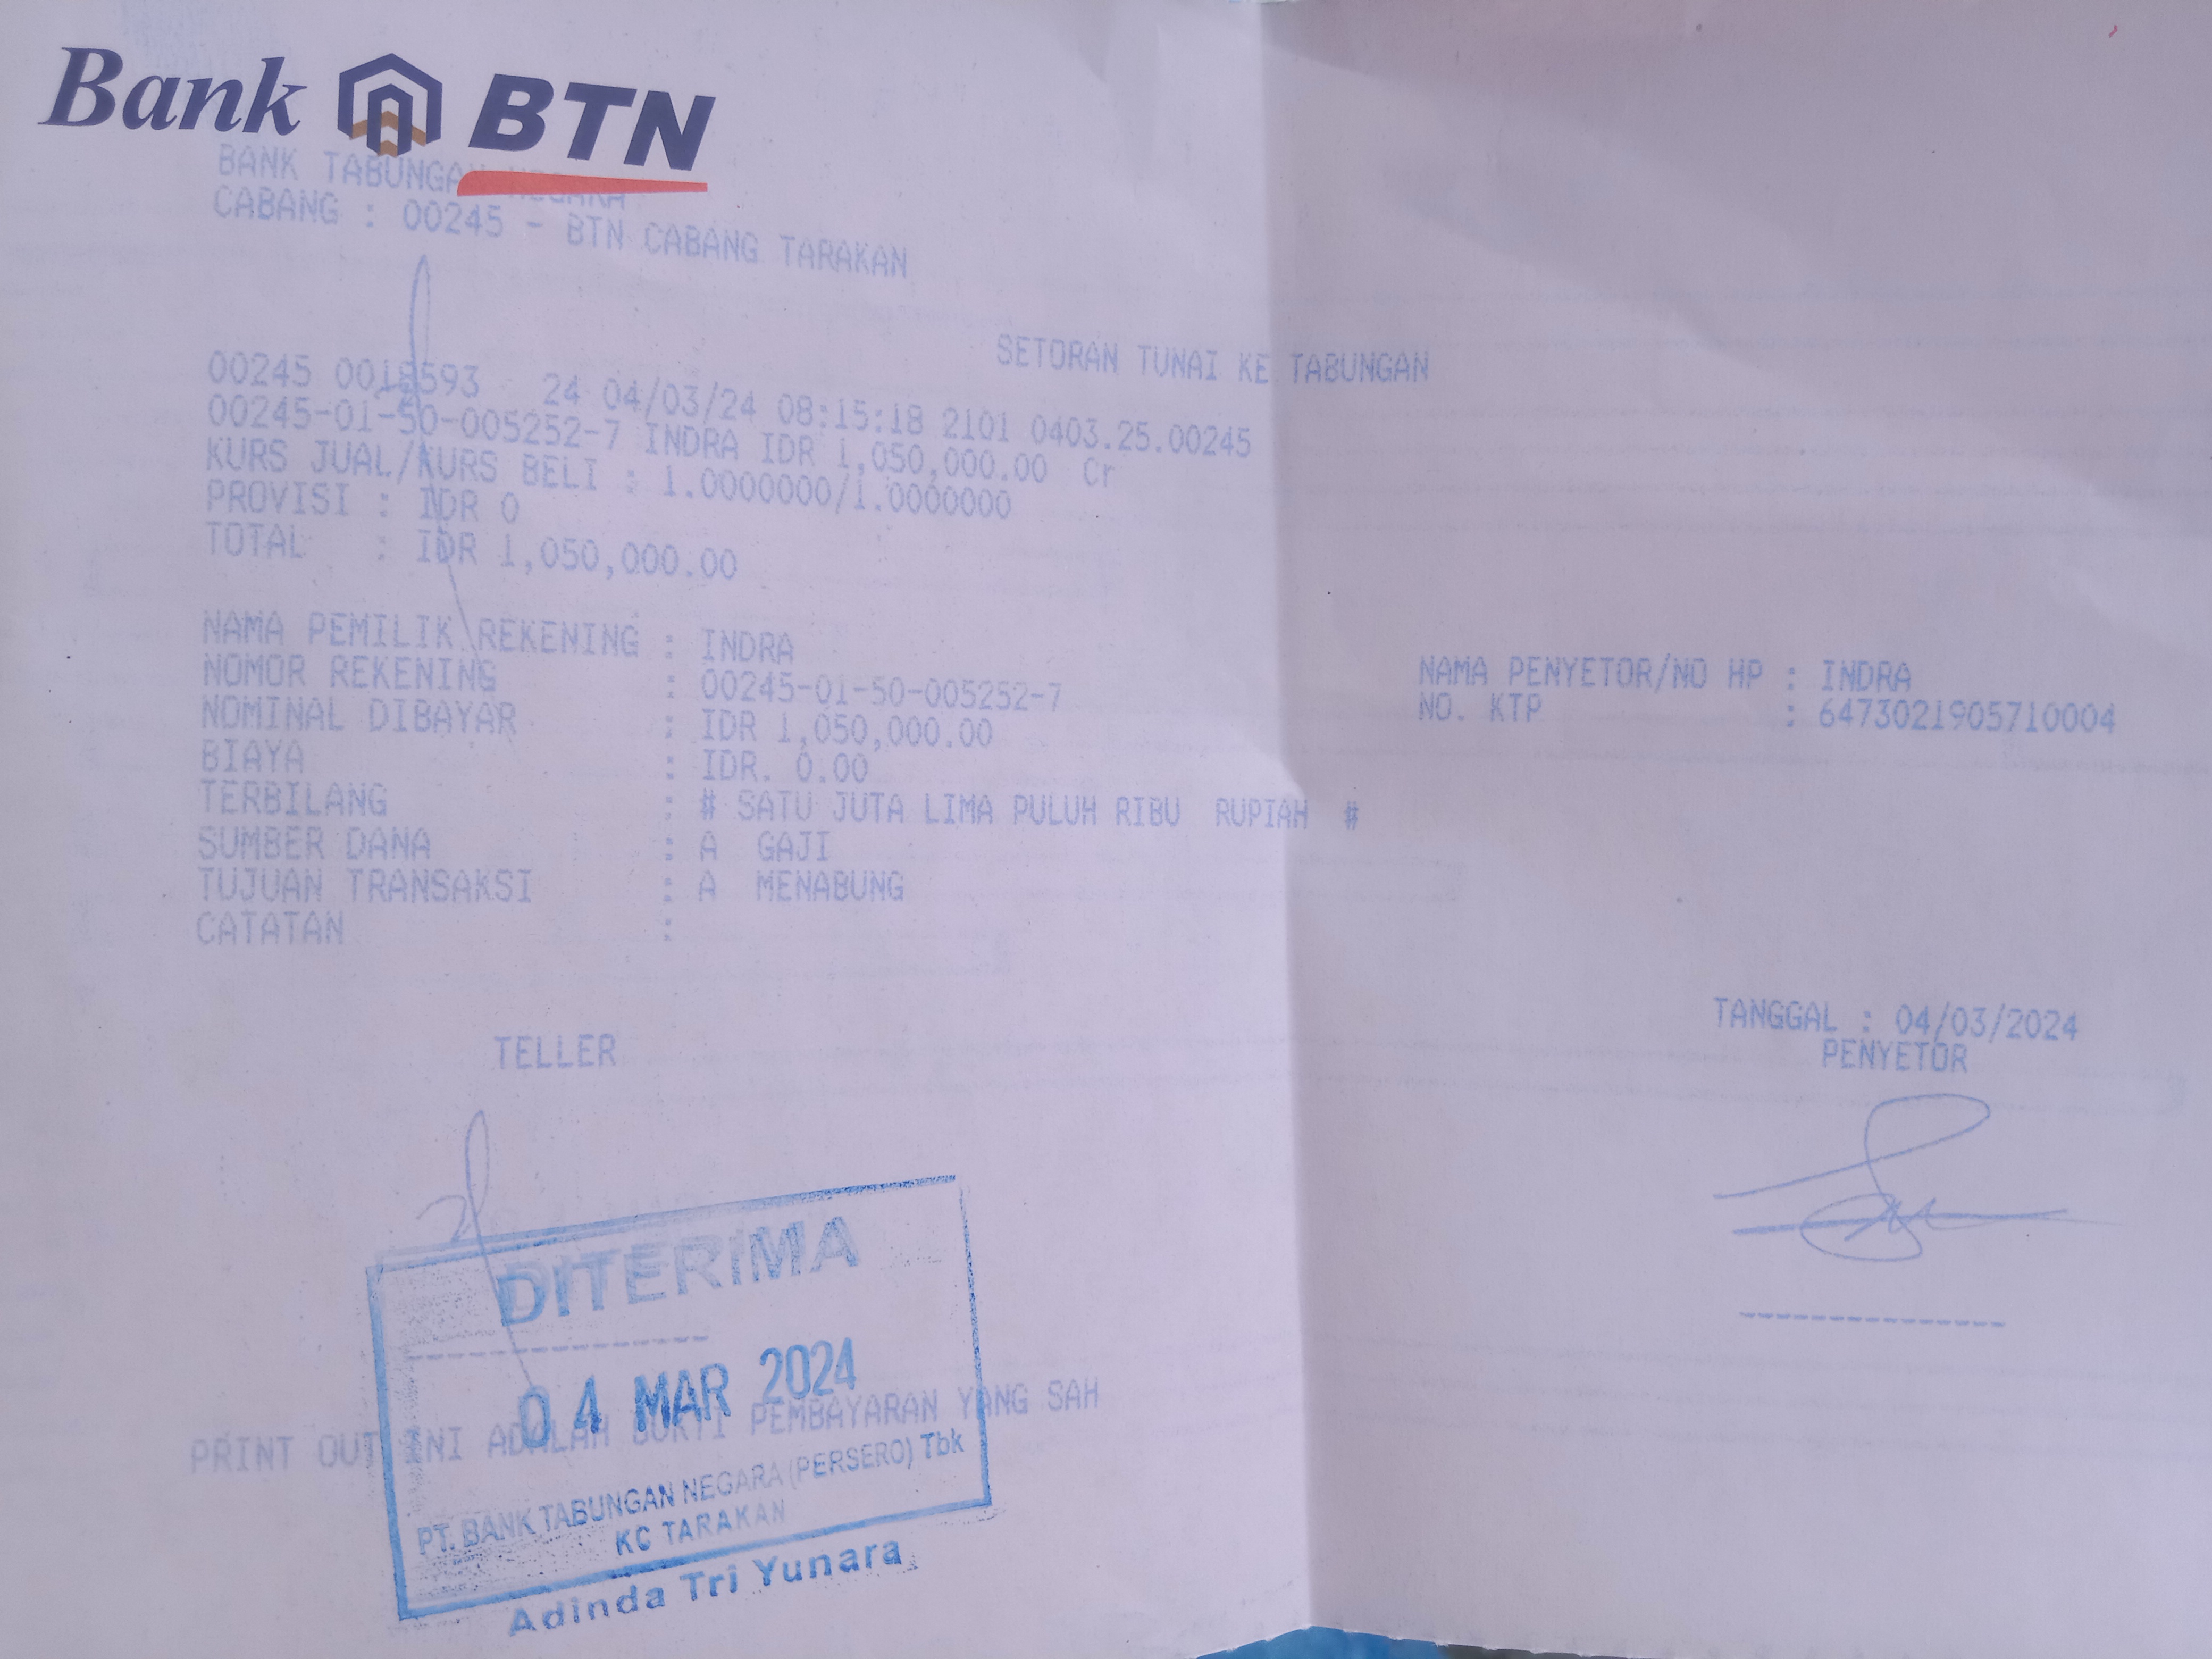 Bank BTN
BANK TABUNGAN NEGARA
CABANG : 00245 - BTN CABANG TARAKAN
SETORAN TUNAI KE TABUNGAN
00245 0018593 24 04/03/24 08:15:18 2101 0403.25.00245
00245-01-50-005252-7 INDRA IDR 1,050,000.00 Cr
KURS JUAL/KURS BELI : 1.0000000/1.0000000
PROVISI : IDR 0
TOTAL : IDR 1,050,000.00
NAMA PEMILIK REKENING : INDRA
NOMOR REKENING : 00245-01-50-005252-7
NOMINAL DIBAYAR : IDR 1,050,000.00
BIAYA : IDR. 0.00
TERBILANG : # SATU JUTA LIMA PULUH RIBU RUPIAH #
SUMBER DANA : A GAJI
TUJUAN TRANSAKSI : A MENABUNG
CATATAN :
NAMA PENYETOR/NO HP : INDRA
NO. KTP : 6473021905710004
TANGGAL : 04/03/2024
TELLER
PENYETOR
DITERIMA
04 MAR 2024
PRINT OUT INI ADALAH BUKTI PEMBAYARAN YANG SAH
PT. BANK TABUNGAN NEGARA (PERSERO) Tbk
KC TARAKAN
Adinda Tri Yunara